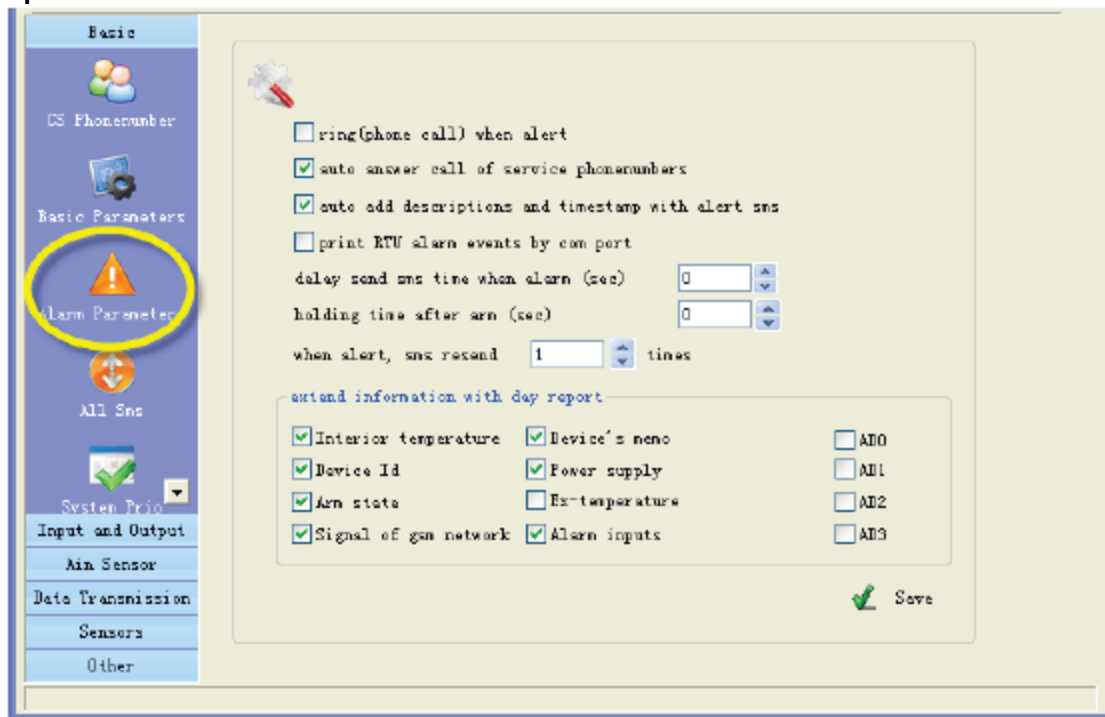 Basic
CS Phonenumber
Basic Parameters
Alarm Parameter
All Sms
System Prio
Input and Output
Ain Sensor
Data Transmission
Sensors
Other
ring(phone call) when alert
auto answer call of service phonenumbers
auto add descriptions and timestamp with alert sms
print RTU alarm events by com port
delay send sms time when alarm (sec) 0
holding time after arm (sec) 0
when alert, sms resend 1 times
extend information with day report
Interior temperature Device's memo AD0
Device Id Power supply AD1
Arm state Ex-temperature AD2
Signal of gsm network Alarm inputs AD3
Save